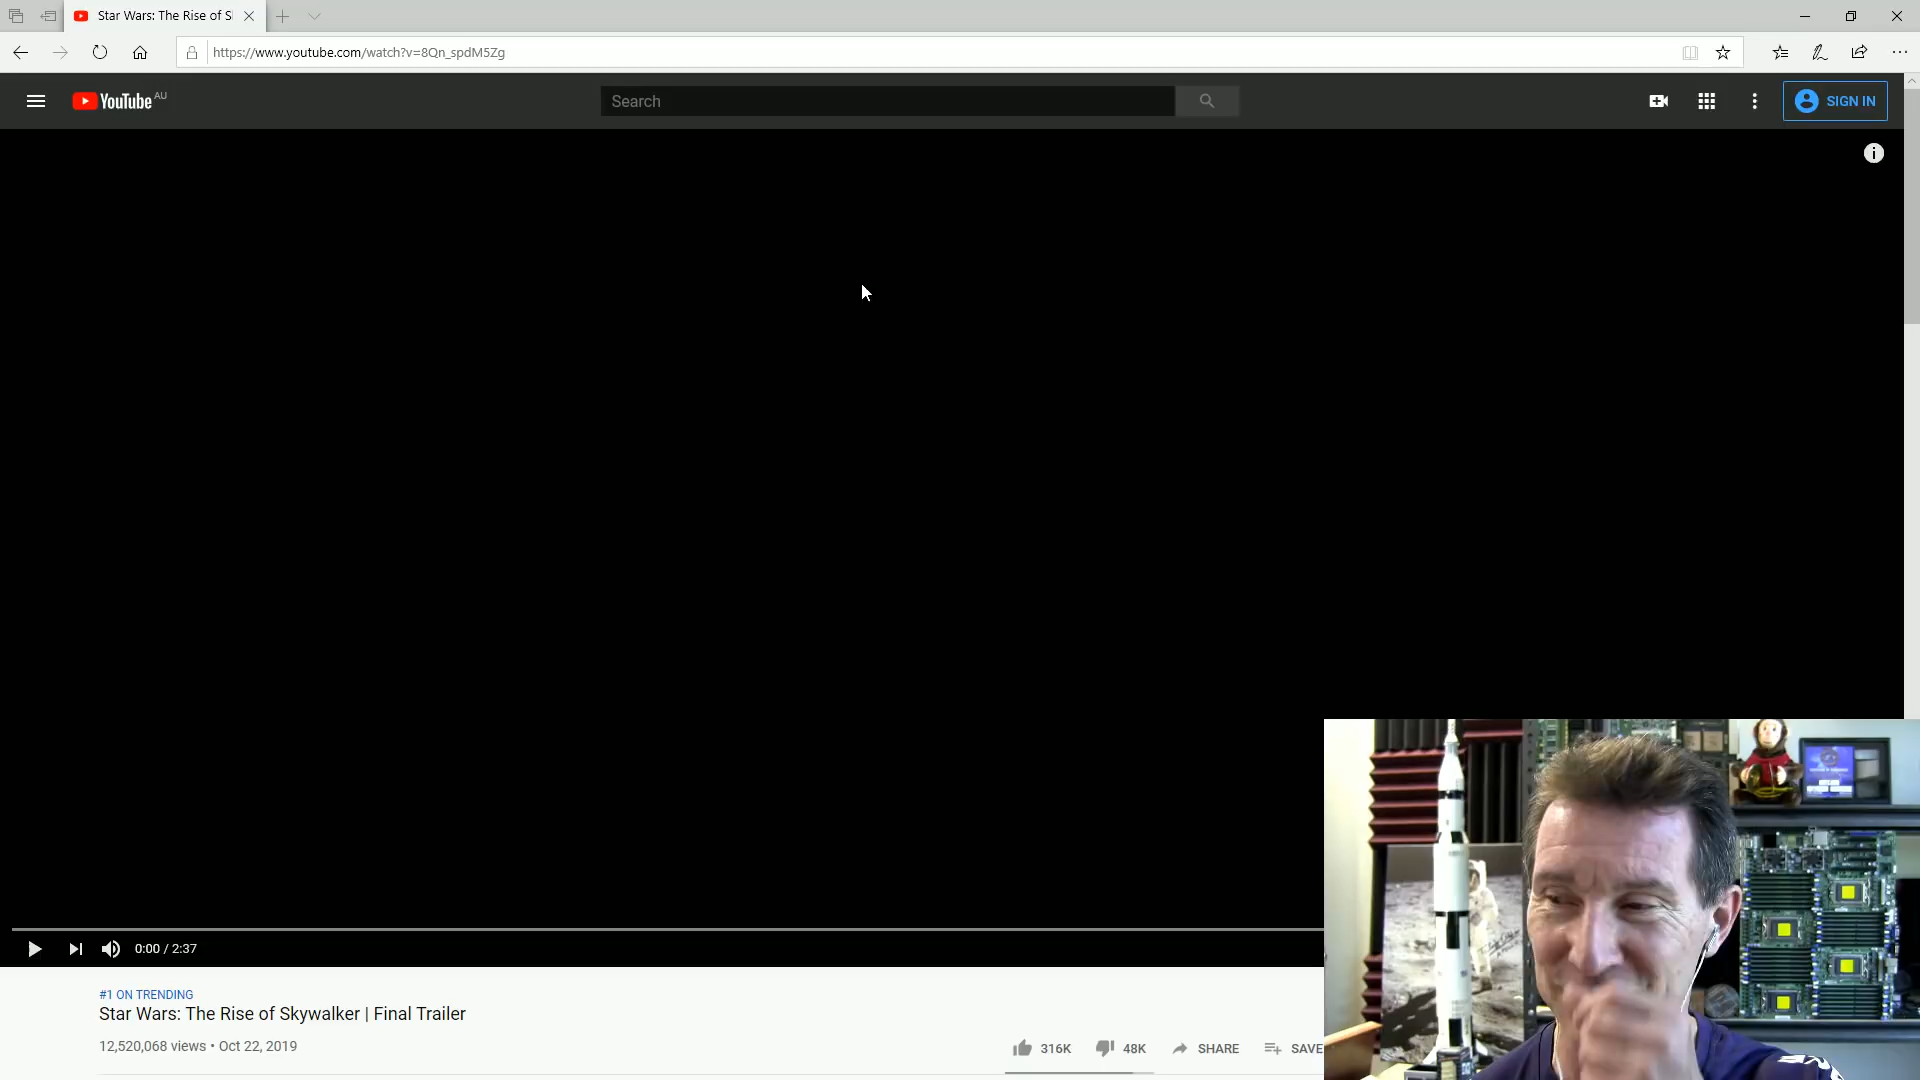 Star Wars: The Rise of S
https://www.youtube.com/watch?v=8Qn_spdM5Zg
YouTube AU
Search
SIGN IN
0:00 / 2:37
#1 ON TRENDING
Star Wars: The Rise of Skywalker | Final Trailer
12,520,068 views • Oct 22, 2019
316K
48K
SHARE
SAVE